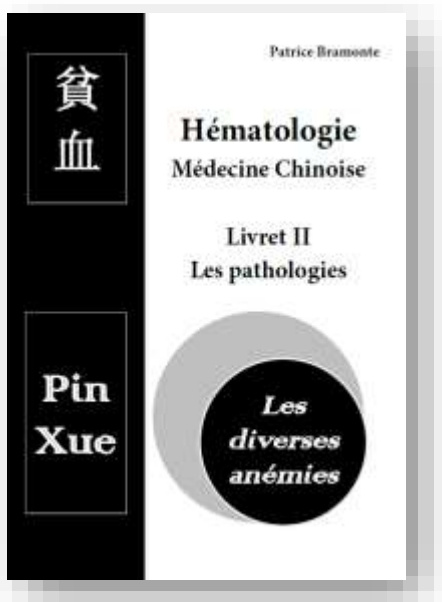 Patrice Bramonte
貧
血
Hématologie
Médecine Chinoise
Livret II
Les pathologies
Pin
Xue
Les
diverses
anémies